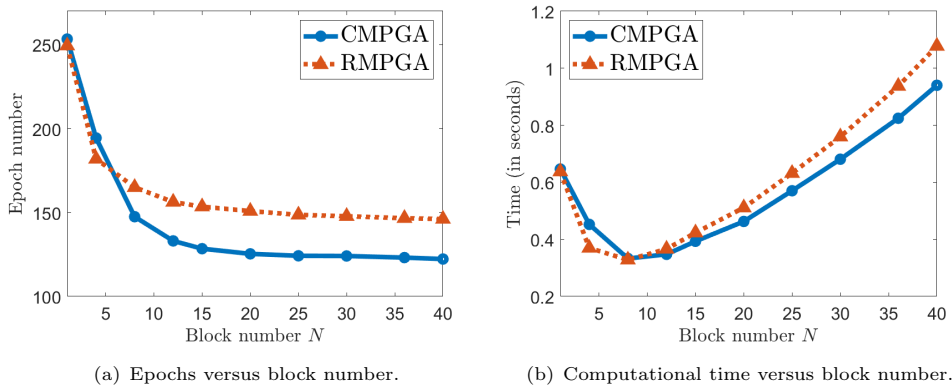 250
200
150
100
Epoch number
CMPGA
RMPGA
5 10 15 20 25 30 35 40
Block number N
(a) Epochs versus block number.
1.2
1
0.8
0.6
0.4
0.2
Time (in seconds)
CMPGA
RMPGA
5 10 15 20 25 30 35 40
Block number N
(b) Computational time versus block number.